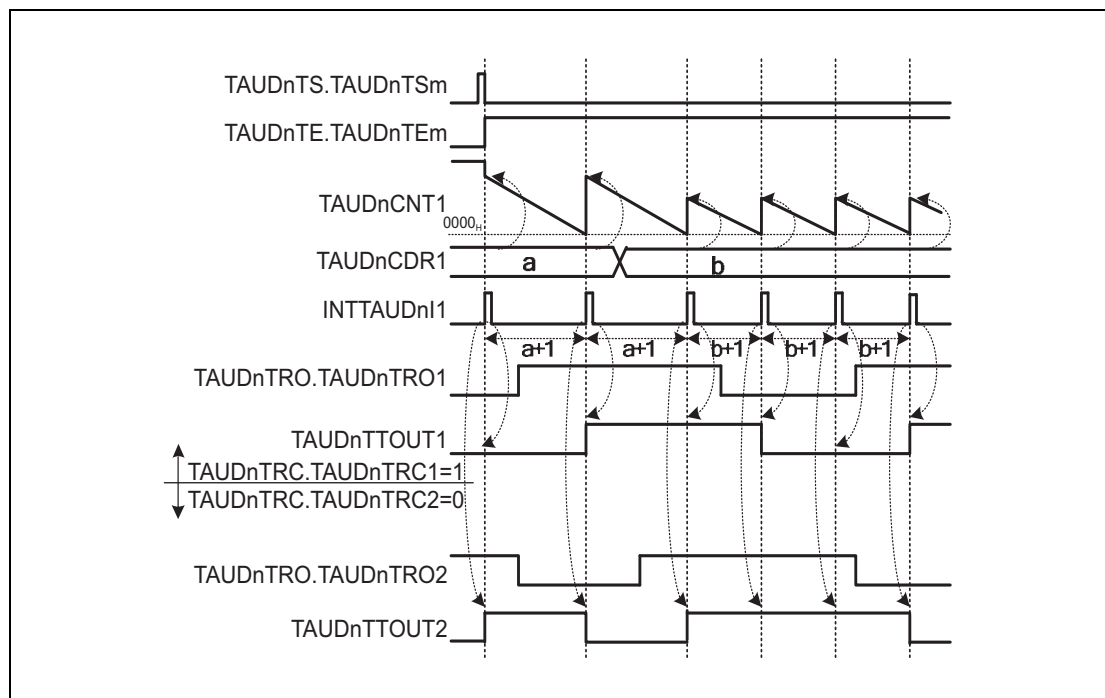 TAUDnTS.TAUDnTSm
TAUDnTE.TAUDnTEm
TAUDnCNT1
0000H
TAUDnCDR1
a
b
INTTAUDnI1
a+1
a+1
b+1
b+1
b+1
TAUDnTRO.TAUDnTRO1
TAUDnTTOUT1
TAUDnTRC.TAUDnTRC1=1
TAUDnTRC.TAUDnTRC2=0
TAUDnTRO.TAUDnTRO2
TAUDnTTOUT2